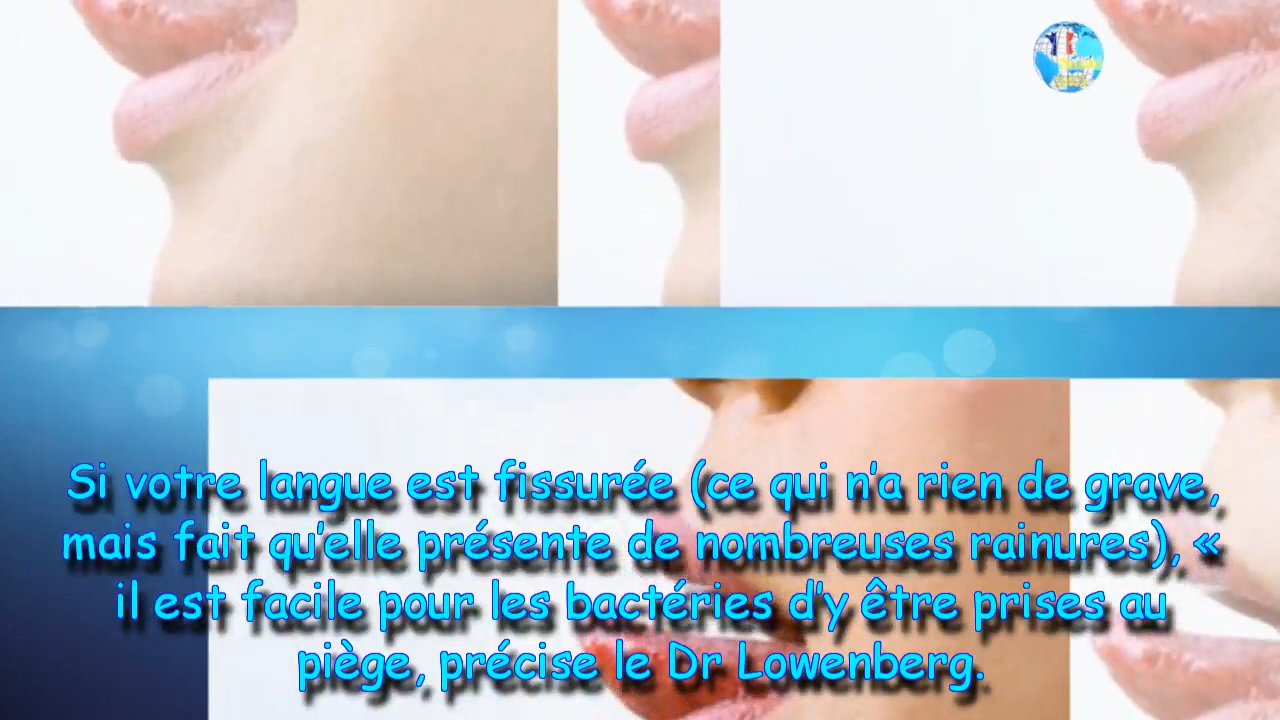 Si votre langue est fissurée (ce qui n'a rien de grave,
mais fait qu'elle présente de nombreuses rainures), «
il est facile pour les bactéries d'y être prises au
piège, précise le Dr Lowenberg.